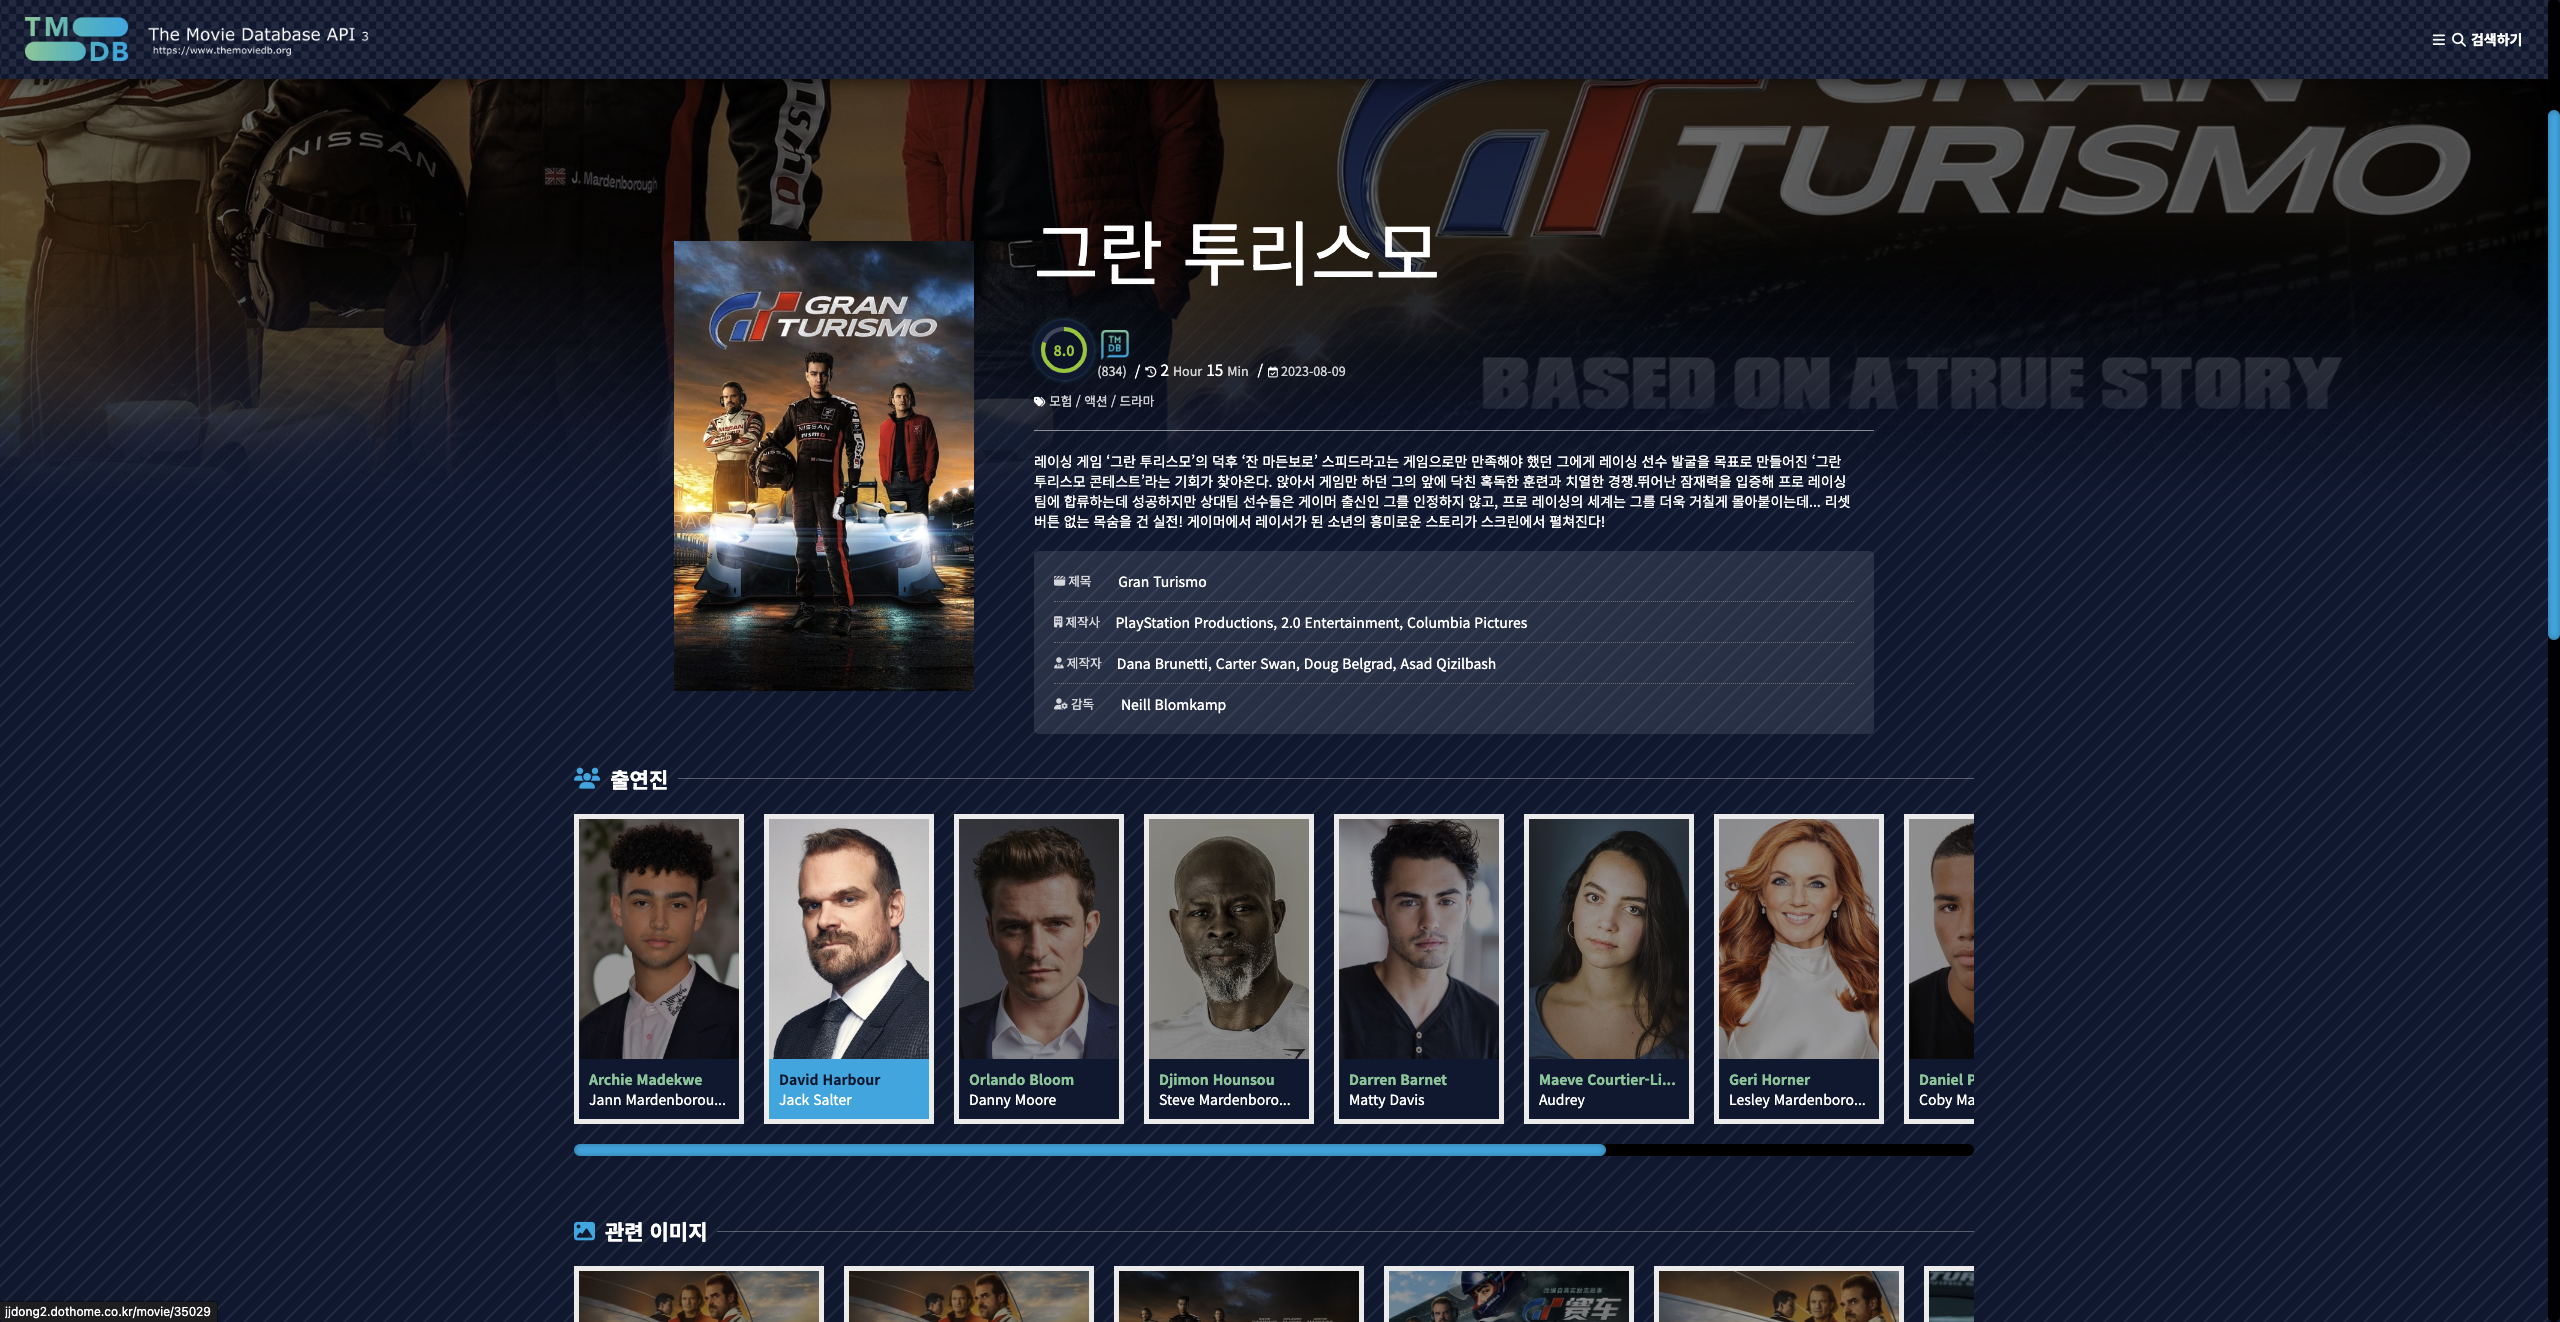 TM
DB
The Movie Database API 3
https://www.themoviedb.org
검색하기
NISSAN
J. Mardenborough
GRAN
TURISMO
BASED ON A TRUE STORY
GRAN
TURISMO
그란 투리스모
8.0
TM
DB
(834) / 2 Hour 15 Min / 2023-08-09
모험 / 액션 / 드라마
레이싱 게임 ‘그란 투리스모’의 덕후 ‘잔 마든보로’ 스피드라고는 게임으로만 만족해야 했던 그에게 레이싱 선수 발굴을 목표로 만들어진 ‘그란
투리스모 콘테스트’라는 기회가 찾아온다. 앉아서 게임만 하던 그의 앞에 닥친 혹독한 훈련과 치열한 경쟁.뛰어난 잠재력을 입증해 프로 레이싱
팀에 합류하는데 성공하지만 상대팀 선수들은 게이머 출신인 그를 인정하지 않고, 프로 레이싱의 세계는 그를 더욱 거칠게 몰아붙이는데... 리셋
버튼 없는 목숨을 건 실전! 게이머에서 레이서가 된 소년의 흥미로운 스토리가 스크린에서 펼쳐진다!
제목 Gran Turismo
제작사 PlayStation Productions, 2.0 Entertainment, Columbia Pictures
제작자 Dana Brunetti, Carter Swan, Doug Belgrad, Asad Qizilbash
감독 Neill Blomkamp
출연진
Archie Madekwe
Jann Mardenborou...
David Harbour
Jack Salter
Orlando Bloom
Danny Moore
Djimon Hounsou
Steve Mardenboro...
Darren Barnet
Matty Davis
Maeve Courtier-Li...
Audrey
Geri Horner
Lesley Mardenboro...
Daniel P
Coby Ma
관련 이미지
赛车
jjdong2.dothome.co.kr/movie/35029